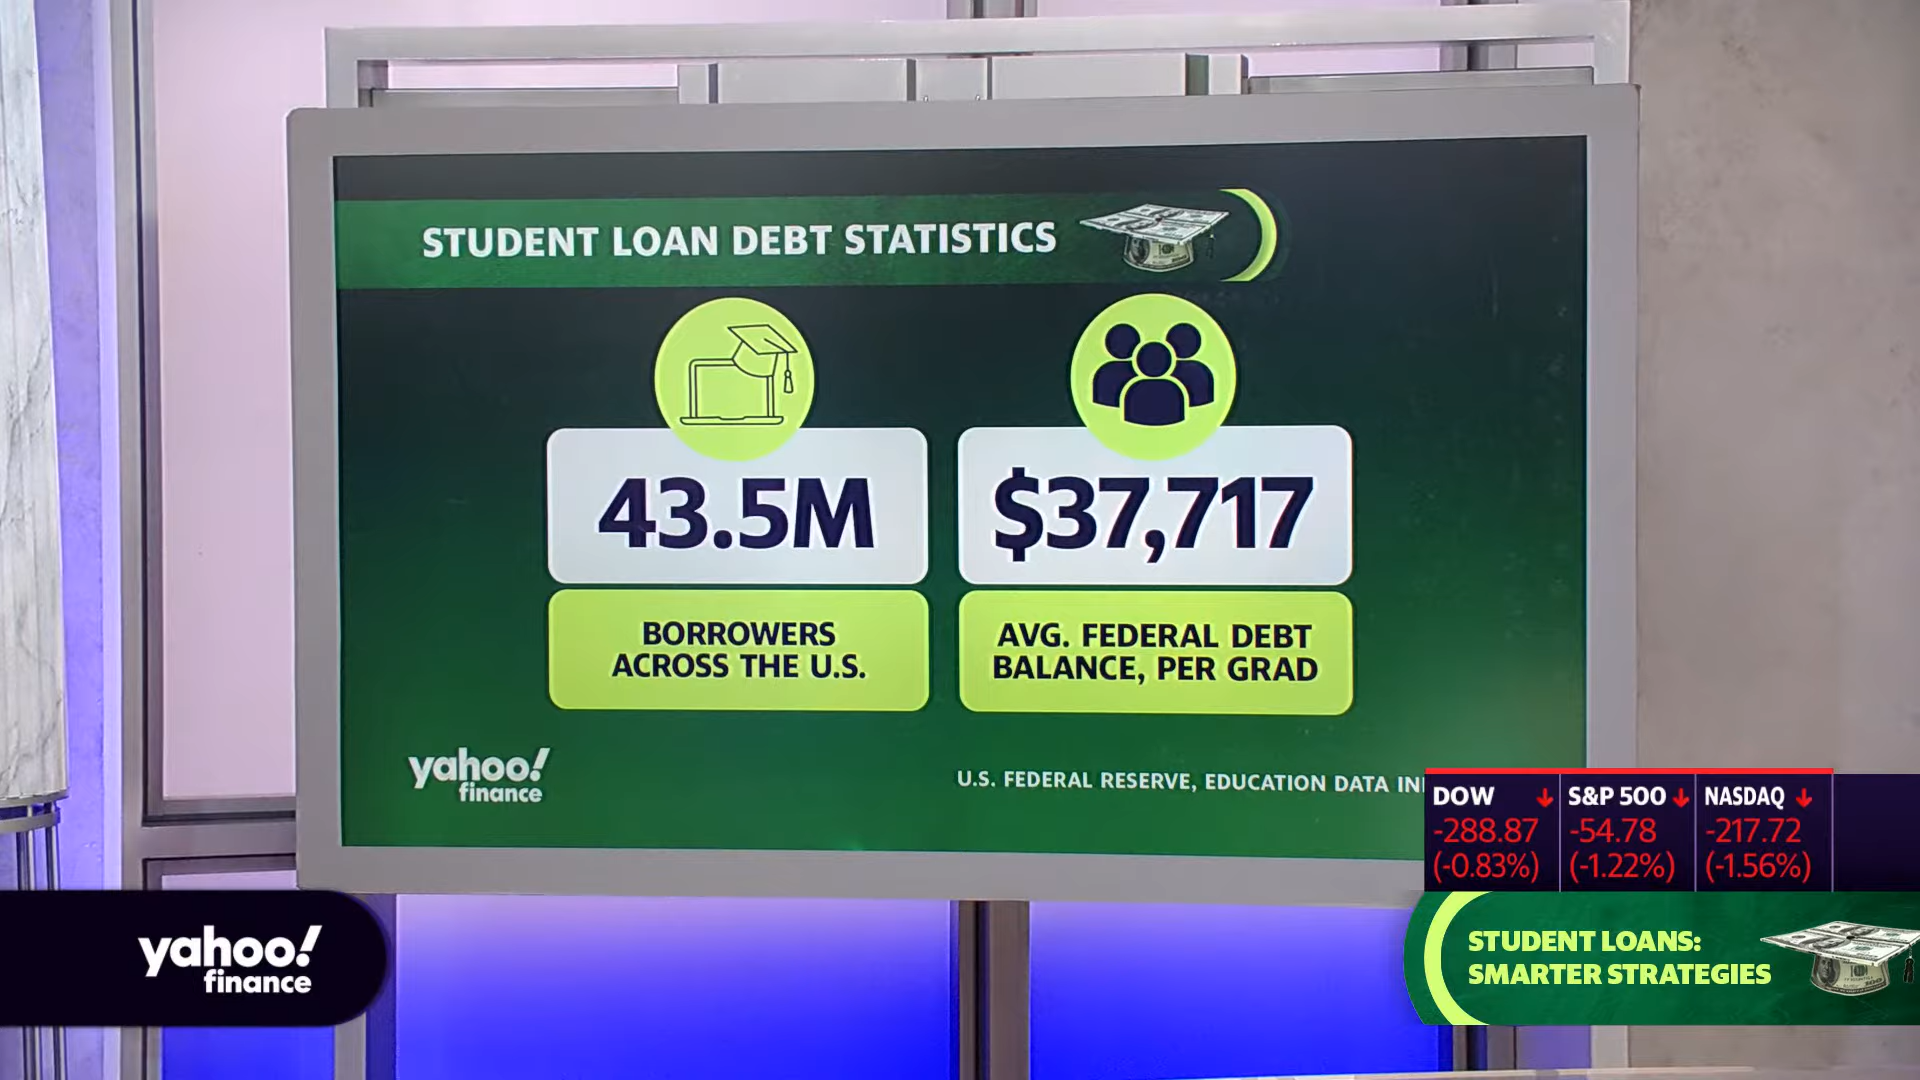 STUDENT LOAN DEBT STATISTICS
43.5M
$37,717
BORROWERS
ACROSS THE U.S.
AVG. FEDERAL DEBT
BALANCE, PER GRAD
yahoo!
finance
U.S. FEDERAL RESERVE, EDUCATION DATA
DOW
-288.87
(-0.83%)
S&P 500
-54.78
(-1.22%)
NASDAQ
-217.72
(-1.56%)
yahoo!
finance
STUDENT LOANS:
SMARTER STRATEGIES